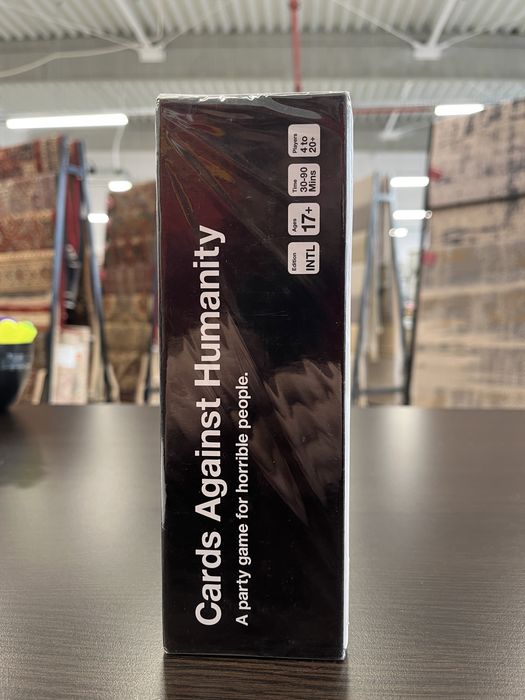 Cards Against Humanity
A party game for horrible people.
Edition
INTL
Ages
17+
Time
30-90
Mins
Players
4 to
20+